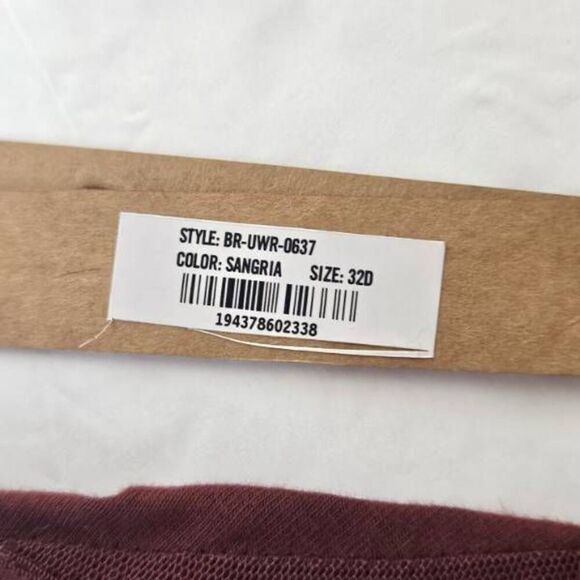 STYLE: BR-UWR-0637
COLOR: SANGRIA SIZE: 32D
194378602338